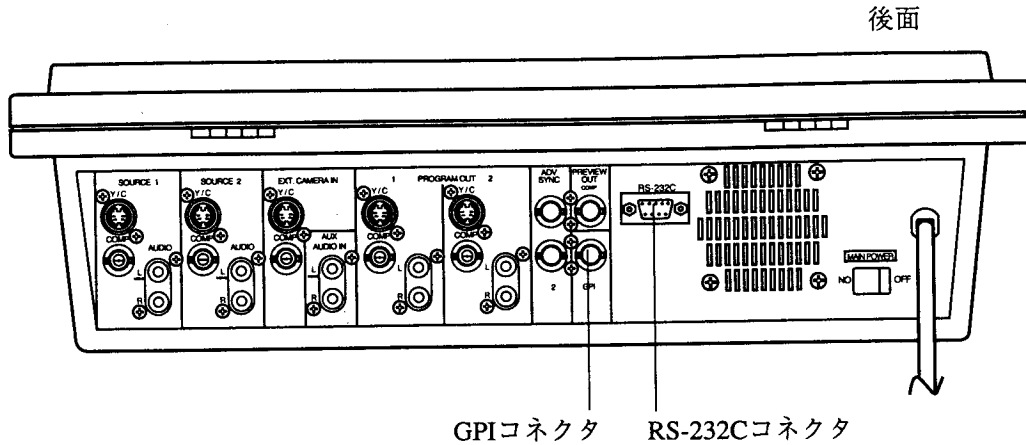 後面
SOURCE 1
SOURCE 2
EXT. CAMERA IN
1 PROGRAM OUT 2
ADV SYNC
PREVIEW OUT
COMP
Y/C
Y/C
Y/C
Y/C
Y/C
RS-232C
COMP
COMP
COMP
COMP
COMP
AUDIO
AUDIO
AUX
AUDIO IN
L
L
L
L
L
R
R
R
R
R
2
GPI
MAIN POWER
NO
OFF
GPIコネクタ
RS-232Cコネクタ